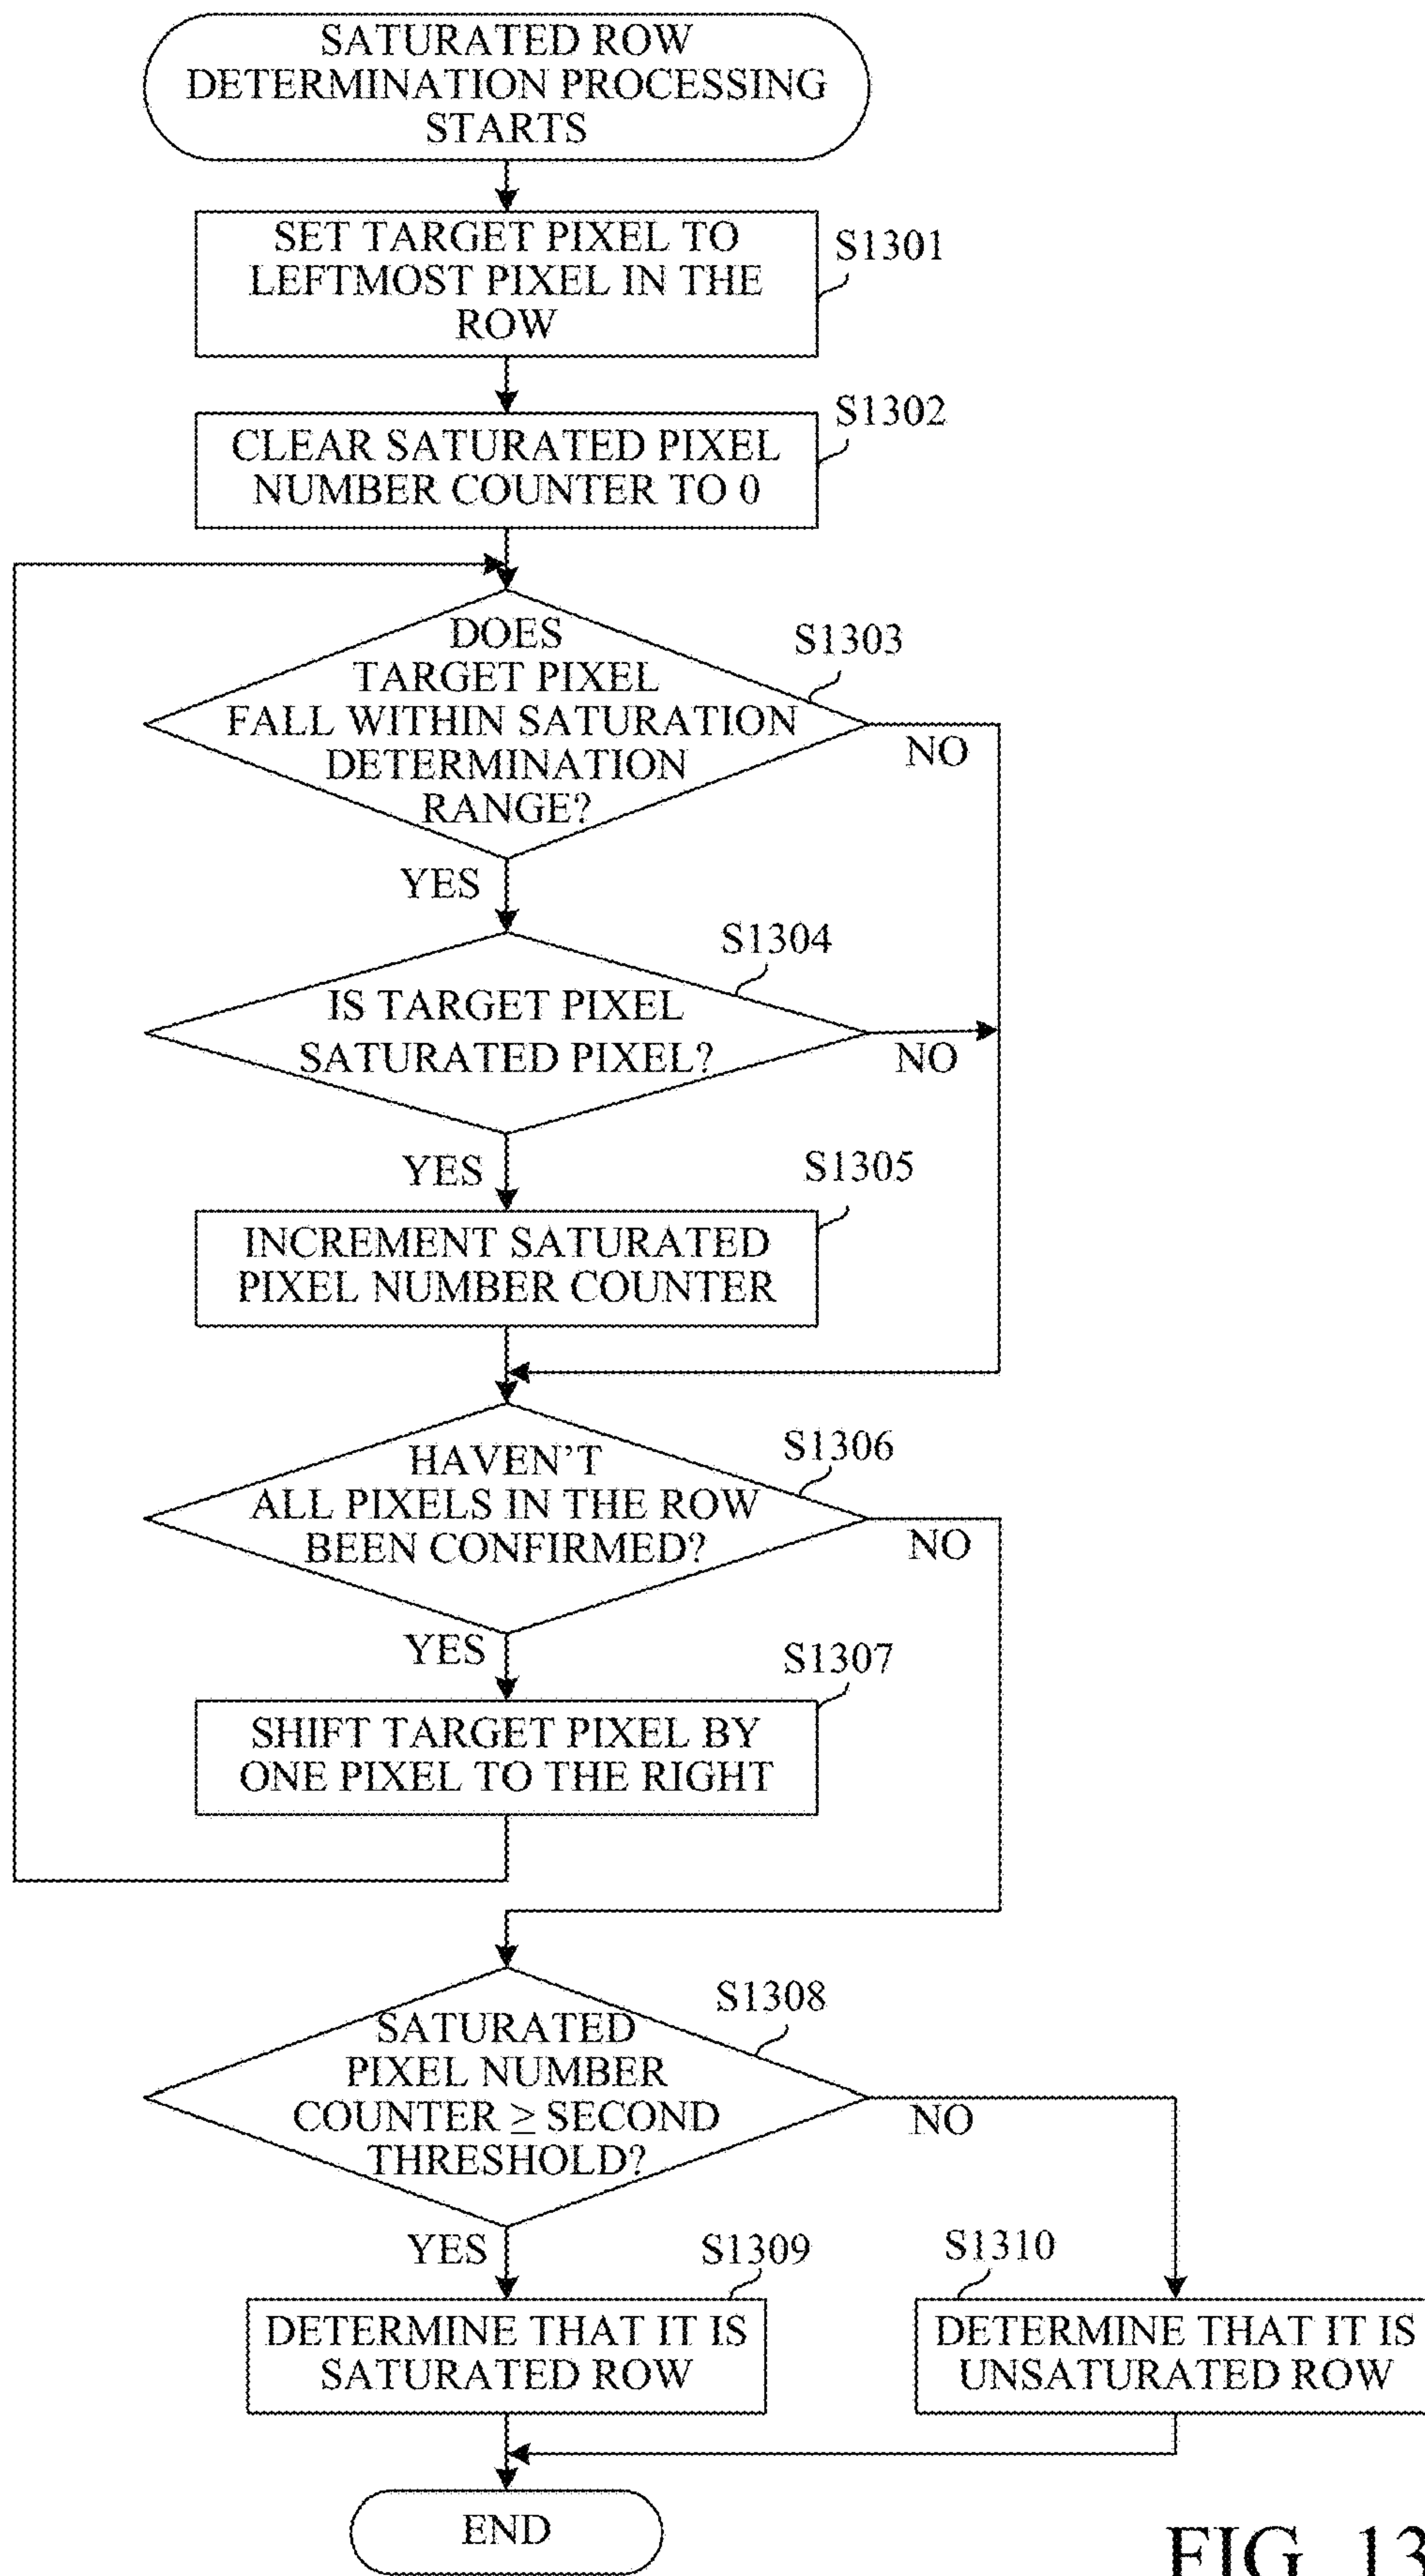 SATURATED ROW
DETERMINATION PROCESSING
STARTS
SET TARGET PIXEL TO
LEFTMOST PIXEL IN THE
ROW
S1301
CLEAR SATURATED PIXEL
NUMBER COUNTER TO 0
S1302
DOES
TARGET PIXEL
FALL WITHIN SATURATION
DETERMINATION
RANGE?
S1303
NO
YES
IS TARGET PIXEL
SATURATED PIXEL?
S1304
NO
YES
INCREMENT SATURATED
PIXEL NUMBER COUNTER
S1305
HAVEN'T
ALL PIXELS IN THE ROW
BEEN CONFIRMED?
S1306
NO
YES
SHIFT TARGET PIXEL BY
ONE PIXEL TO THE RIGHT
S1307
SATURATED
PIXEL NUMBER
COUNTER ≥ SECOND
THRESHOLD?
S1308
NO
YES
DETERMINE THAT IT IS
SATURATED ROW
S1309
DETERMINE THAT IT IS
UNSATURATED ROW
S1310
END
FIG. 13